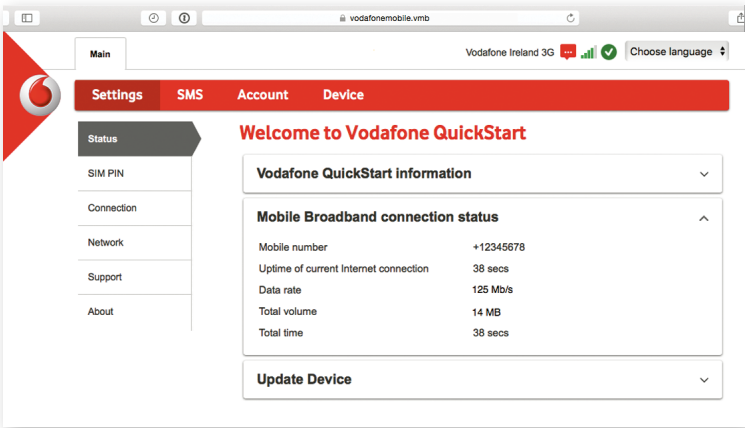 vodafonemobile.vmb
Main
Vodafone Ireland 3G
Choose language
Settings SMS Account Device
Status
SIM PIN
Connection
Network
Support
About
Welcome to Vodafone QuickStart
Vodafone QuickStart information
Mobile Broadband connection status
Mobile number +12345678
Uptime of current Internet connection 38 secs
Data rate 125 Mb/s
Total volume 14 MB
Total time 38 secs
Update Device